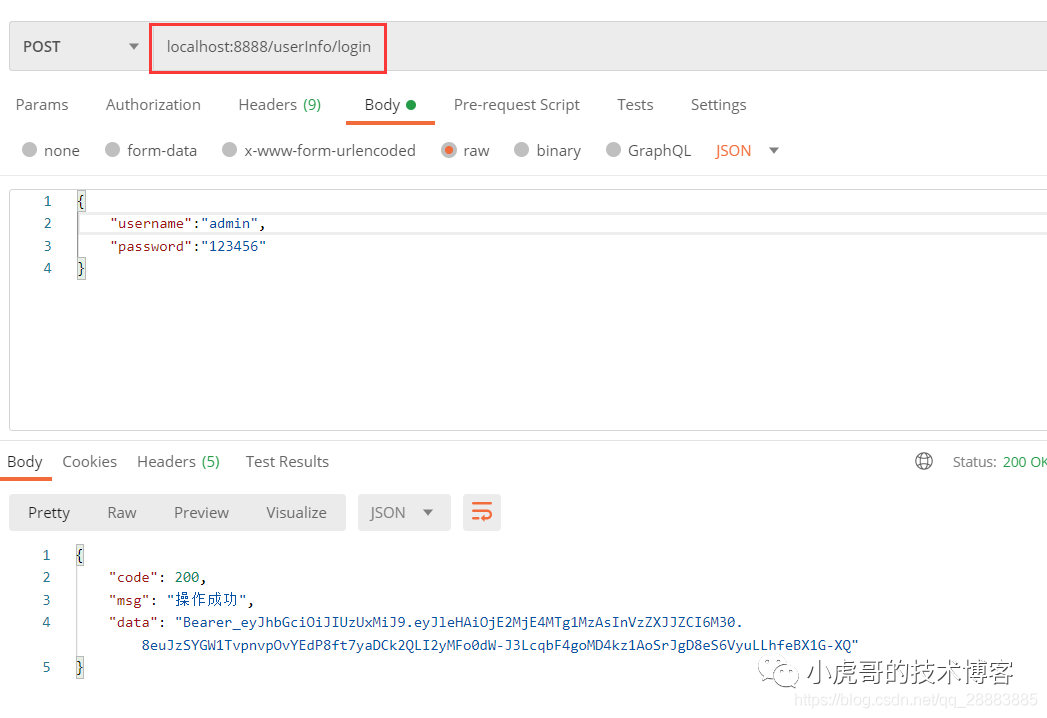 POST localhost:8888/userInfo/login
Params Authorization Headers (9) Body Pre-request Script Tests Settings
none form-data x-www-form-urlencoded raw binary GraphQL JSON
1 {
2 "username":"admin",
3 "password":"123456"
4 }
Body Cookies Headers (5) Test Results Status: 200 OK
Pretty Raw Preview Visualize JSON
1 {
2 "code": 200,
3 "msg": "操作成功",
4 "data": "Bearer_eyJhbGciOiJIUzUxMiJ9.eyJleHAiOjE2MjE4MTg1MzAsInVzZXJJZCI6M30.
8euJzSYGW1TvpnvpOvYEdP8ft7yaDCk2QLI2yMFo0dW-J3LcqbF4goMD4kz1AoSrJgD8eS6VyuLLhfeBX1G-XQ"
5 }
小虎哥的技术博客
https://blog.csdn.net/qq_28883885